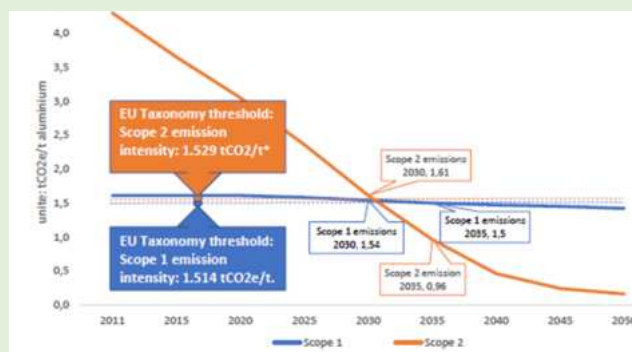 4,0
3,5
3,0
2,5
2,0
1,5
1,0
0,5
0,0
unite: tCO2e/t aluminium
EU Taxonomy threshold:
Scope 2 emission
intensity: 1.529 tCO2/t*
EU Taxonomy threshold:
Scope 1 emission
intensity: 1.514 tCO2e/t.
Scope 2 emissions
2030, 1,61
Scope 1 emissions
2030, 1,54
Scope 1 emissions
2035, 1,5
Scope 2 emission
2035, 0,96
2011 2015 2020 2025 2030 2035 2040 2045 2050
Scope 1 Scope 2